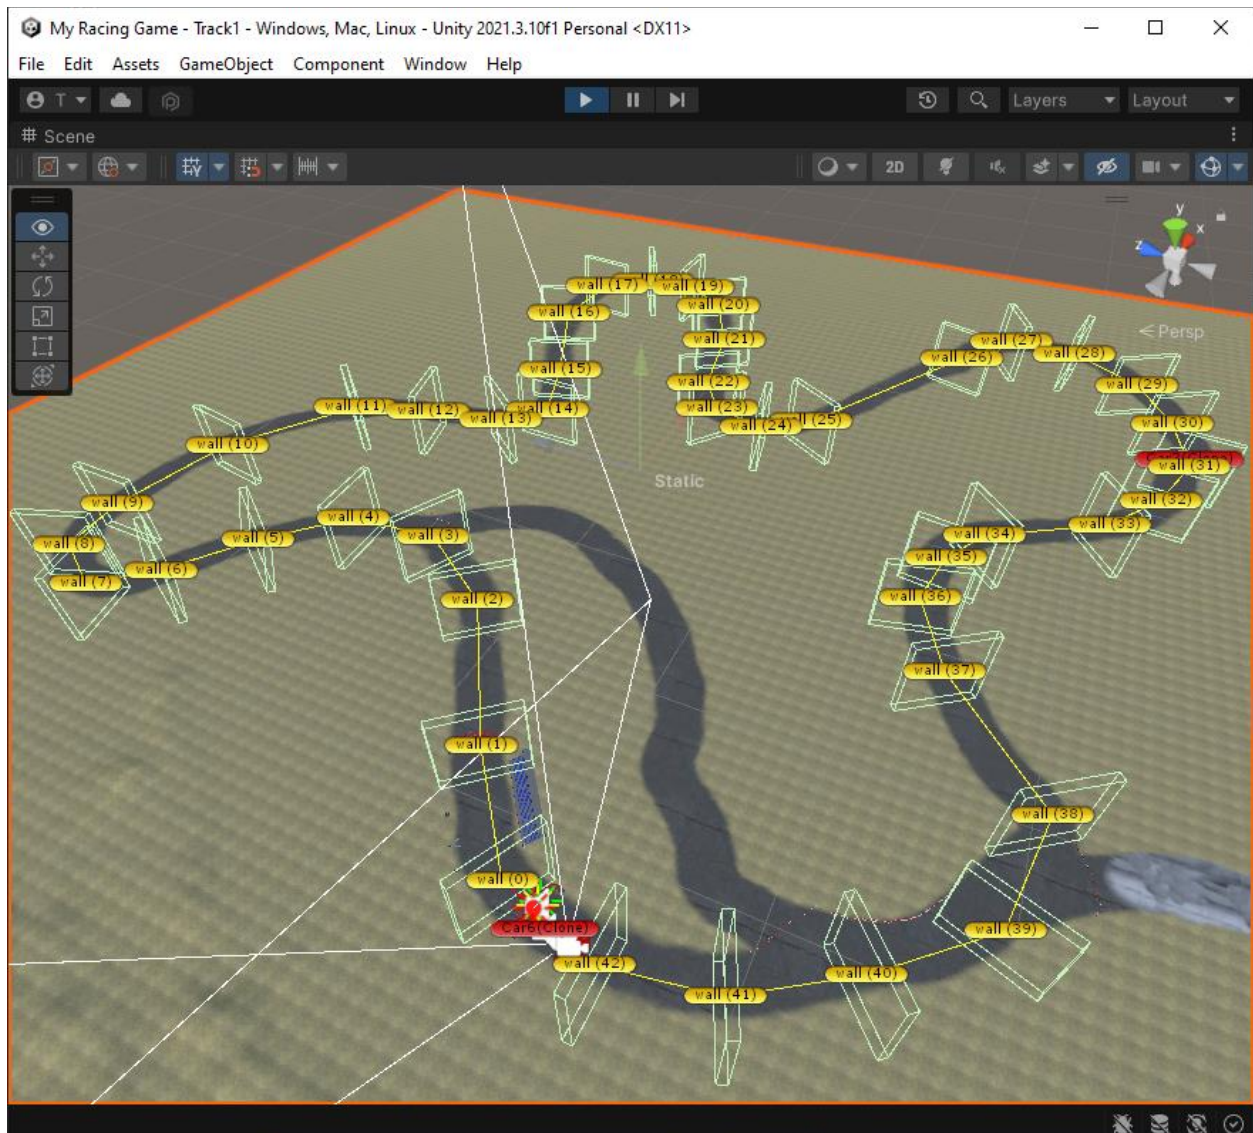 My Racing Game - Track1 - Windows, Mac, Linux - Unity 2021.3.10f1 Personal <DX11>
File Edit Assets GameObject Component Window Help
T Layers Layout
# Scene
2D
y
x
z
Persp
wall (17) wall (19)
wall (16) wall (20)
wall (21) wall (27)
wall (26) wall (28)
wall (15) wall (22) wall (29)
wall (11) wall (12) wall (13) wall (14) wall (23) wall (24) wall (25) wall (30)
wall (10) wall (31)
Static
wall (9) wall (32)
wall (4) wall (33)
wall (8) wall (5) wall (3) wall (34)
wall (7) wall (6) wall (35)
wall (2) wall (36)
wall (37)
wall (1)
wall (38)
wall (0)
Car6(Clone) wall (39)
wall (42) wall (40)
wall (41)